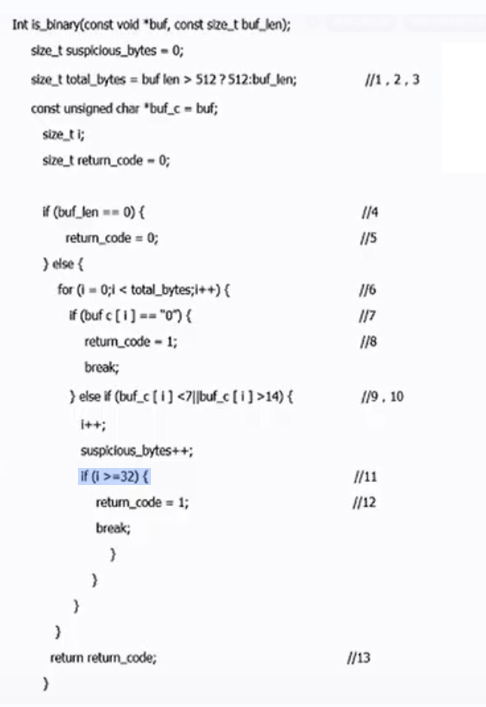 Int is_binary(const void *buf, const size_t buf_len);
size_t suspicious_bytes = 0;
size_t total_bytes = buf len > 512 ? 512:buf_len; //1 , 2 , 3
const unsigned char *buf_c = buf;
size_t i;
size_t return_code = 0;
if (buf_len == 0) { //4
return_code = 0; //5
} else {
for (i = 0;i < total_bytes;i++) { //6
if (buf c [ i ] == "0") { //7
return_code = 1; //8
break;
} else if (buf_c [ i ] <7||buf_c [ i ] >14) { //9 . 10
i++;
suspicious_bytes++;
if (i >=32) { //11
return_code = 1; //12
break;
}
}
}
}
return return_code; //13
}